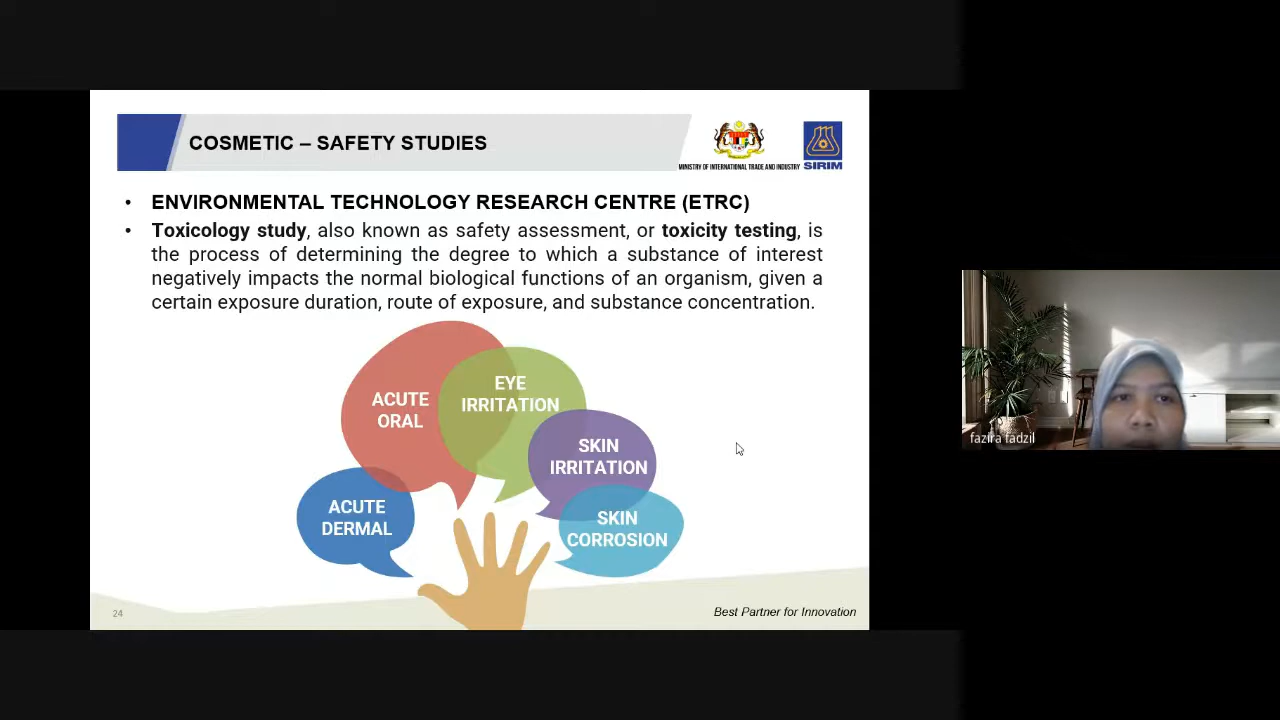 COSMETIC – SAFETY STUDIES
MINISTRY OF INTERNATIONAL TRADE AND INDUSTRY
SIRIM
• ENVIRONMENTAL TECHNOLOGY RESEARCH CENTRE (ETRC)
• Toxicology study, also known as safety assessment, or toxicity testing, is
the process of determining the degree to which a substance of interest
negatively impacts the normal biological functions of an organism, given a
certain exposure duration, route of exposure, and substance concentration.
ACUTE
ORAL
EYE
IRRITATION
SKIN
IRRITATION
ACUTE
DERMAL
SKIN
CORROSION
fazira fadzil
24
Best Partner for Innovation